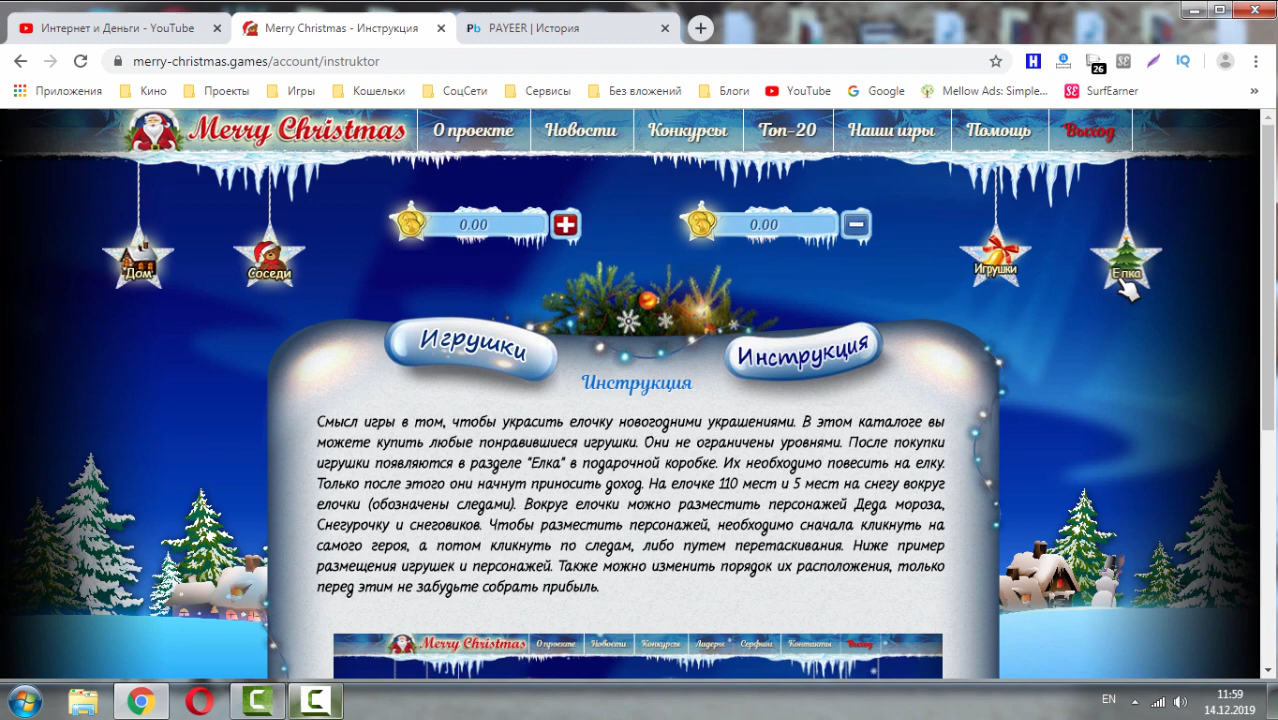 Интернет и Деньги - YouTube
Merry Christmas - Инструкция
Pb PAYEER | История
merry-christmas.games/account/instruktor
H
26
SE
IQ
Приложения
Кино
Проекты
Игры
Кошельки
СоцСети
Сервисы
Без вложений
Блоги
YouTube
Google
Mellow Ads: Simple...
SurfEarner
»
Merry Christmas
О проекте
Новости
Конкурсы
Топ-20
Наши игры
Помощь
Выход
0.00
0.00
Дом
Соседи
Игрушки
Елка
Игрушки
Инструкция
Инструкция
Смысл игры в том, чтобы украсить елочку новогодними украшениями. В этом каталоге вы
можете купить любые понравившиеся игрушки. Они не ограничены уровнями. После покупки
игрушки появляются в разделе "Елка" в подарочной коробке. Их необходимо повесить на елку.
Только после этого они начнут приносить доход. На елочке 110 мест и 5 мест на снегу вокруг
елочки (обозначены следами). Вокруг елочки можно разместить персонажей Деда мороза,
Снегурочку и снеговиков. Чтобы разместить персонажей, необходимо сначала кликнуть на
самого героя, а потом кликнуть по следам, либо путем перетаскивания. Ниже пример
размещения игрушек и персонажей. Также можно изменить порядок их расположения, только
перед этим не забудьте собрать прибыль.
Merry Christmas
О проекте
Новости
Конкурсы
Лидеры
Серфинг
Контакты
Выход
EN
11:59
14.12.2019